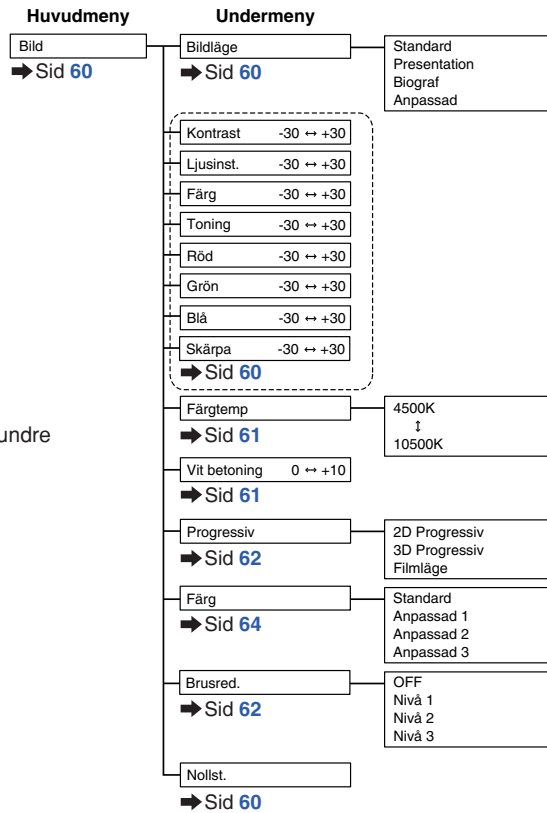 Huvudmeny Undermeny
Bild Bildläge Standard
Presentation
Biograf
Anpassad
➡ Sid 60 ➡ Sid 60
Kontrast -30 ↔ +30
Ljusinst. -30 ↔ +30
Färg -30 ↔ +30
Toning -30 ↔ +30
Röd -30 ↔ +30
Grön -30 ↔ +30
Blå -30 ↔ +30
Skärpa -30 ↔ +30
➡ Sid 60
undre
Färgtemp 4500K
↕
10500K
➡ Sid 61
Vit betoning 0 ↔ +10
➡ Sid 61
Progressiv 2D Progressiv
3D Progressiv
Filmläge
➡ Sid 62
Färg Standard
Anpassad 1
Anpassad 2
Anpassad 3
➡ Sid 64
Brusred. OFF
Nivå 1
Nivå 2
Nivå 3
➡ Sid 62
Nollst.
➡ Sid 60